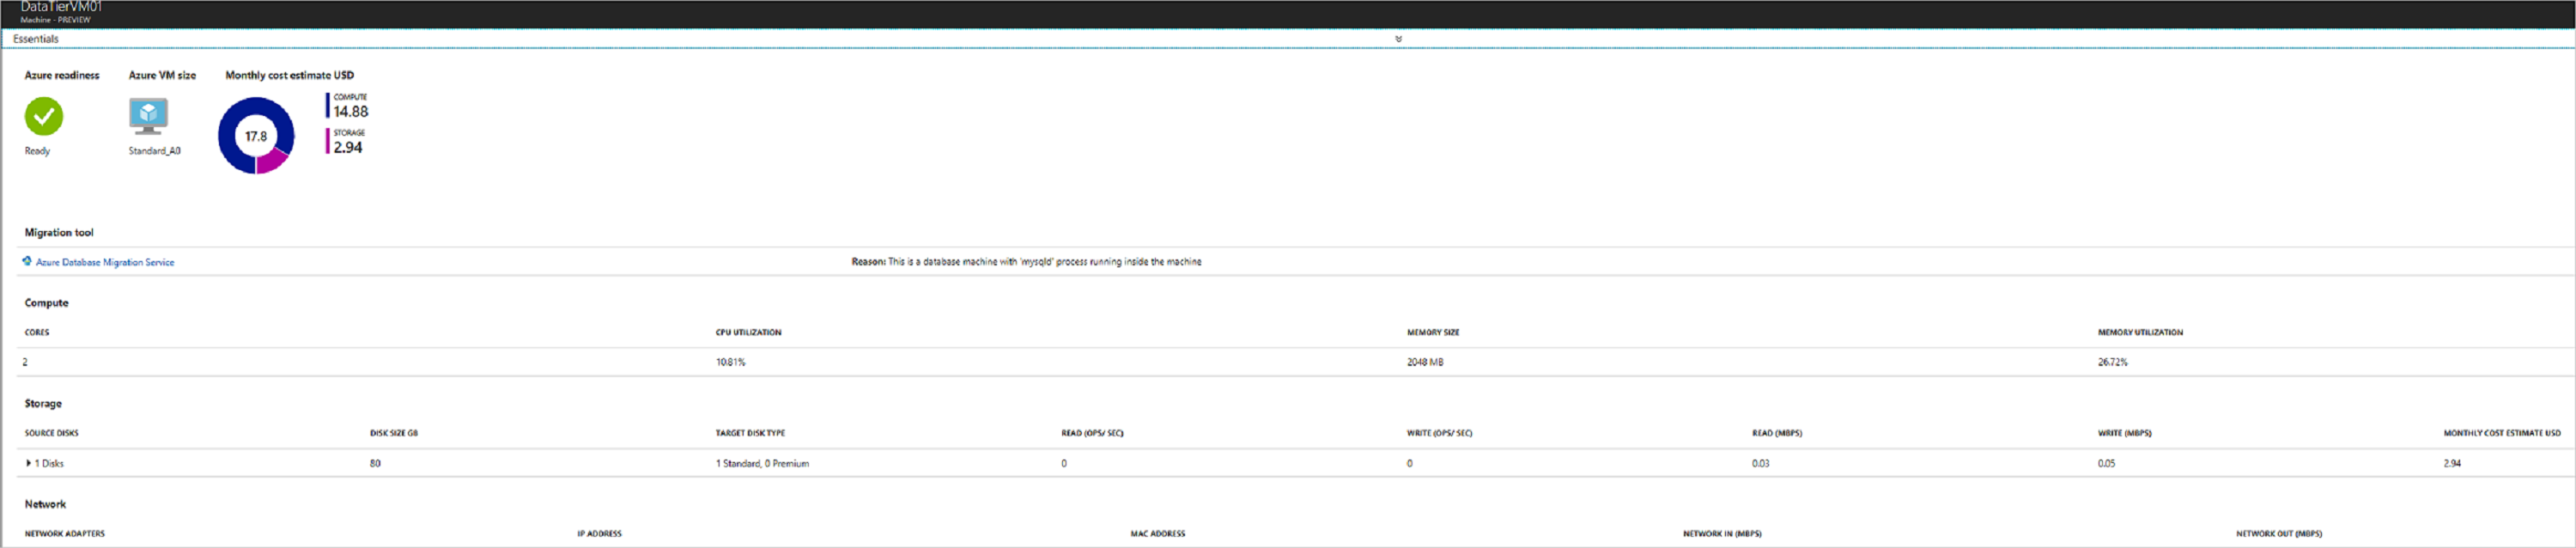 DataTierVM01
Machine - PREVIEW
Essentials
Azure readiness Azure VM size Monthly cost estimate USD
COMPUTE
14.88
17.8
STORAGE
2.94
Ready Standard_A0
Migration tool
Azure Database Migration Service Reason: This is a database machine with 'mysqld' process running inside the machine
Compute
CORES CPU UTILIZATION MEMORY SIZE MEMORY UTILIZATION
2 10.81% 2048 MB 26.72%
Storage
SOURCE DISKS DISK SIZE GB TARGET DISK TYPE READ (OPS/ SEC) WRITE (OPS/ SEC) READ (MBPS) WRITE (MBPS) MONTHLY COST ESTIMATE USD
1 Disks 80 1 Standard, 0 Premium 0 0 0.03 0.05 2.94
Network
NETWORK ADAPTERS IP ADDRESS MAC ADDRESS NETWORK IN (MBPS) NETWORK OUT (MBPS)